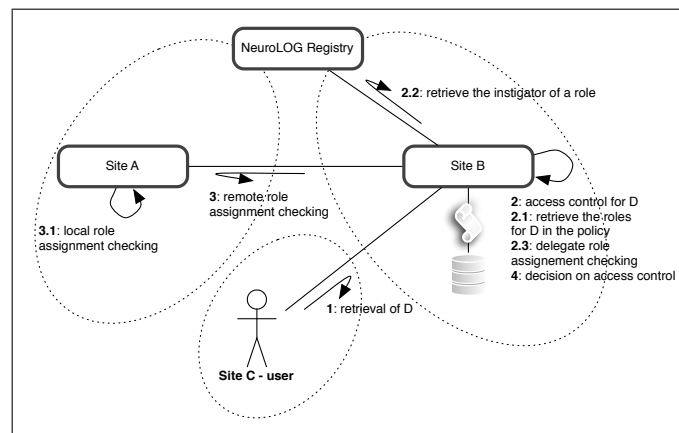 NeuroLOG Registry
2.2: retrieve the instigator of a role
Site A
Site B
3: remote role
assignment checking
3.1: local role
assignment checking
2: access control for D
2.1: retrieve the roles
for D in the policy
2.3: delegate role
assignement checking
4: decision on access control
1: retrieval of D
Site C - user